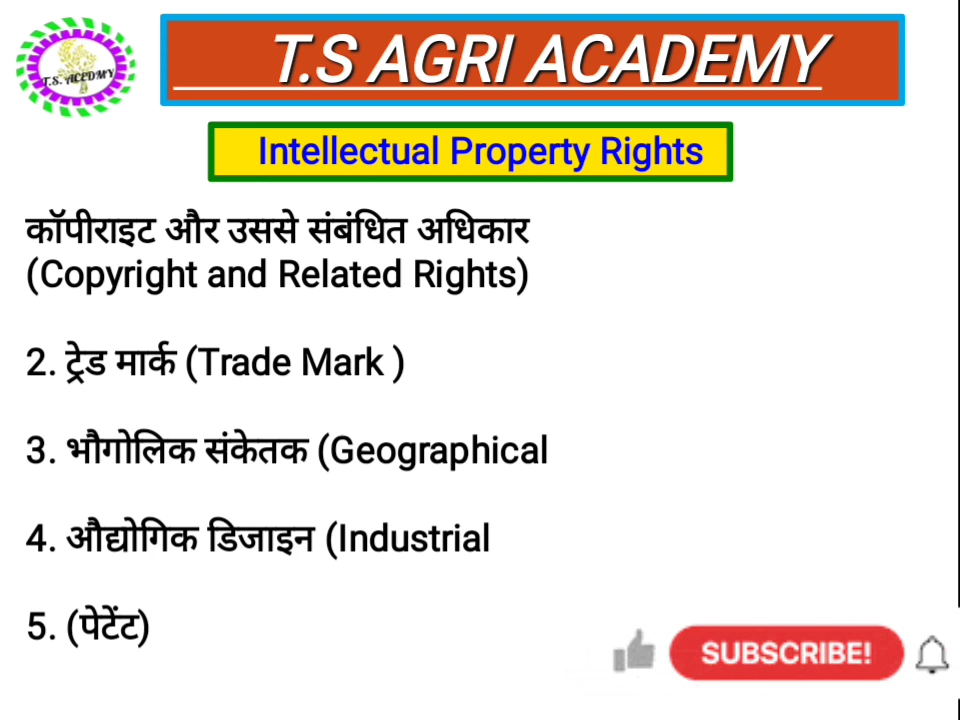 T.S. ACEDMY
T.S AGRI ACADEMY
Intellectual Property Rights
कॉपीराइट और उससे संबंधित अधिकार
(Copyright and Related Rights)
2. ट्रेड मार्क (Trade Mark )
3. भौगोलिक संकेतक (Geographical
4. औद्योगिक डिजाइन (Industrial
5. (पेटेंट)
SUBSCRIBE!